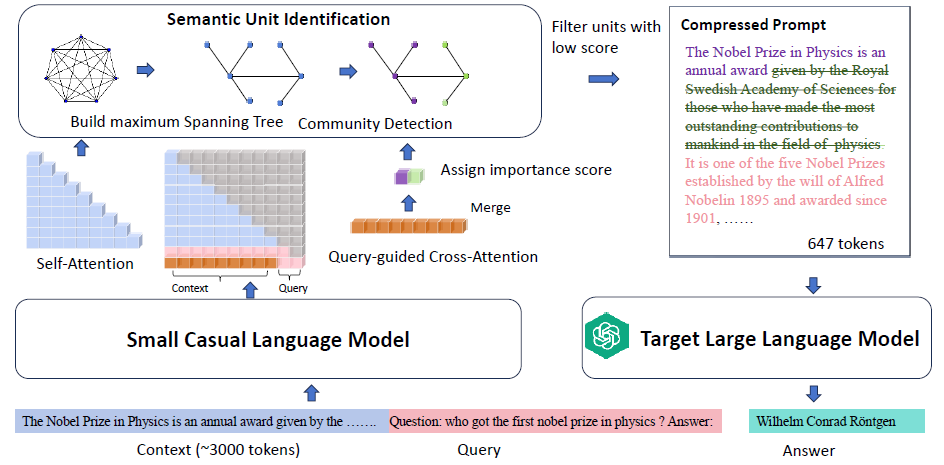 Semantic Unit Identification
Build maximum Spanning Tree
Community Detection
Filter units with
low score
Compressed Prompt
The Nobel Prize in Physics is an
annual award given by the Royal
Swedish Academy of Sciences for
those who have made the most
outstanding contributions to
mankind in the field of physics
It is one of the five Nobel Prizes
established by the will of Alfred
Nobelin 1895 and awarded since
1901, ……
647 tokens
Assign importance score
Merge
Self-Attention
Query-guided Cross-Attention
Context
Query
Small Casual Language Model
Target Large Language Model
The Nobel Prize in Physics is an annual award given by the …….
Question: who got the first nobel prize in physics ? Answer:
Wilhelm Conrad Röntgen
Context (~3000 tokens)
Query
Answer